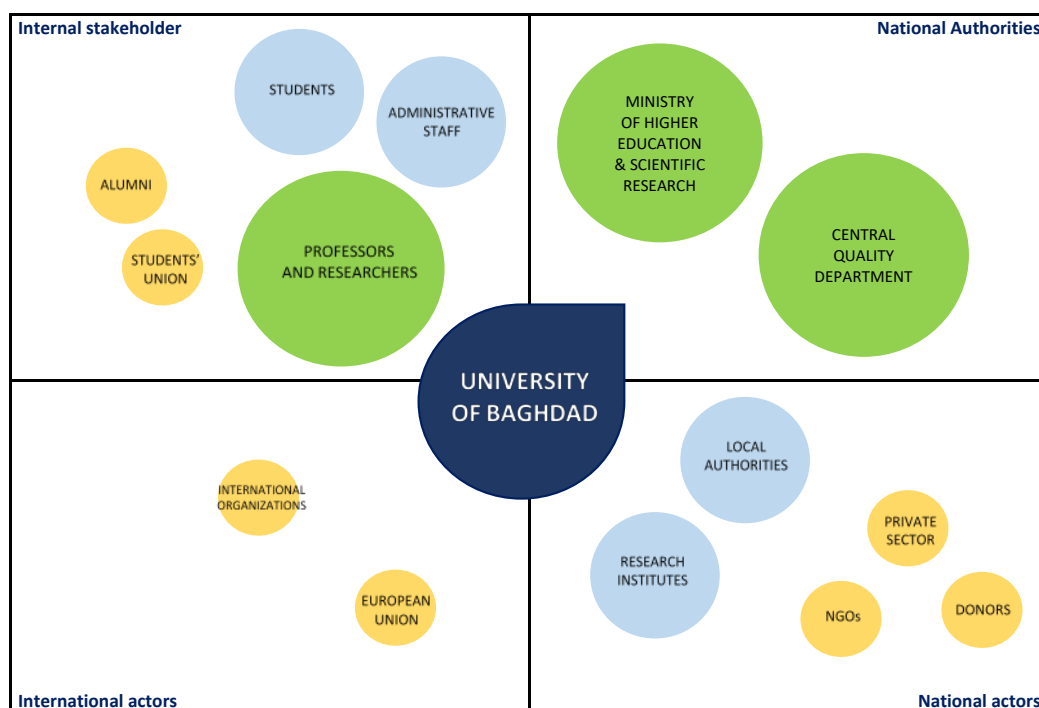 Internal stakeholder
STUDENTS
ADMINISTRATIVE
STAFF
ALUMNI
STUDENTS’
UNION
PROFESSORS
AND RESEARCHERS
National Authorities
MINISTRY
OF HIGHER
EDUCATION
& SCIENTIFIC
RESEARCH
CENTRAL
QUALITY
DEPARTMENT
UNIVERSITY
OF BAGHDAD
INTERNATIONAL
ORGANIZATIONS
EUROPEAN
UNION
International actors
LOCAL
AUTHORITIES
PRIVATE
SECTOR
RESEARCH
INSTITUTES
NGOs
DONORS
National actors